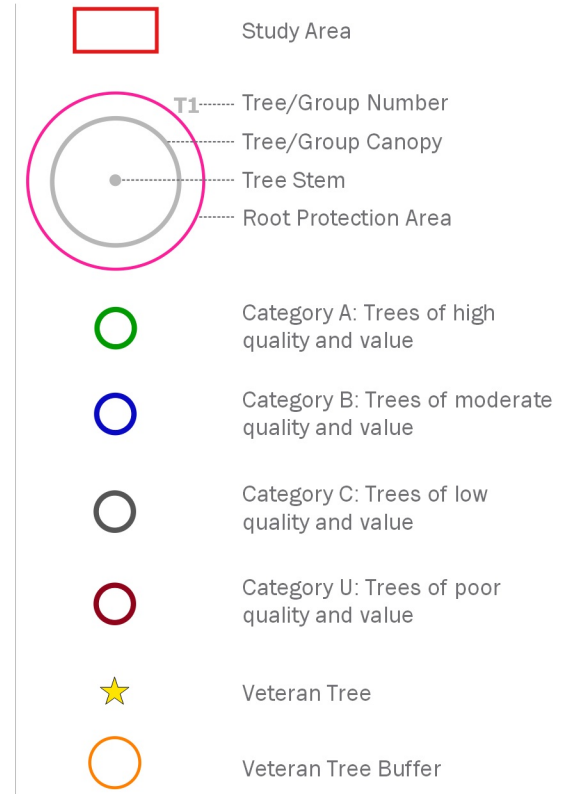 Study Area
T1
Tree/Group Number
Tree/Group Canopy
Tree Stem
Root Protection Area
Category A: Trees of high
quality and value
Category B: Trees of moderate
quality and value
Category C: Trees of low
quality and value
Category U: Trees of poor
quality and value
Veteran Tree
Veteran Tree Buffer